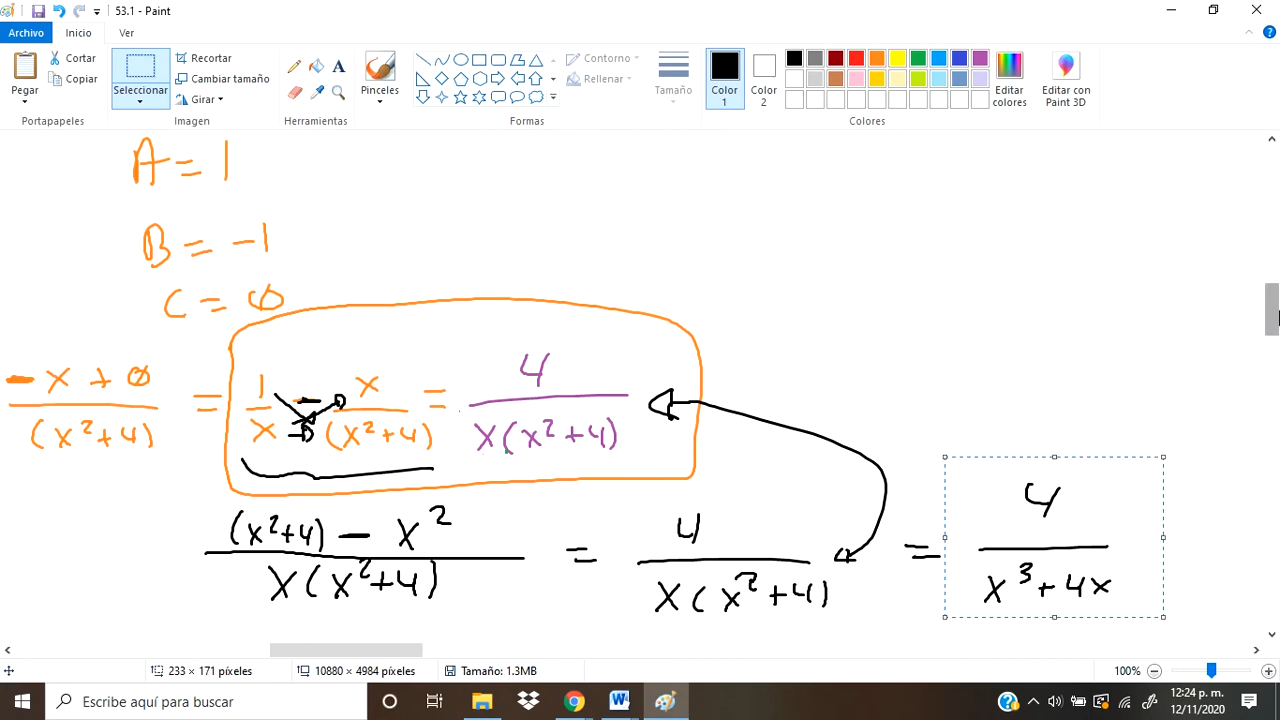 53.1 - Paint
Archivo Inicio Ver
Pegar
Cortar
Copiar
Portapapeles
Seleccionar
Recortar
Cambiar tamaño
Girar
Imagen
A
Herramientas
Pinceles
Contorno
Rellenar
Formas
Tamaño
Color 1
Color 2
Editar colores
Editar con Paint 3D
Colores
A = 1
B = -1
C = 0
(-x + 0)/(x²+4) = 1/x - x/(x²+4) = 4/(x(x²+4))
((x²+4) - x²)/(x(x²+4)) = 4/(x(x²+4)) = 4/(x³+4x)
233 × 171 píxeles 10880 × 4984 píxeles Tamaño: 1.3MB 100%
Escribe aquí para buscar
12:24 p. m.
12/11/2020